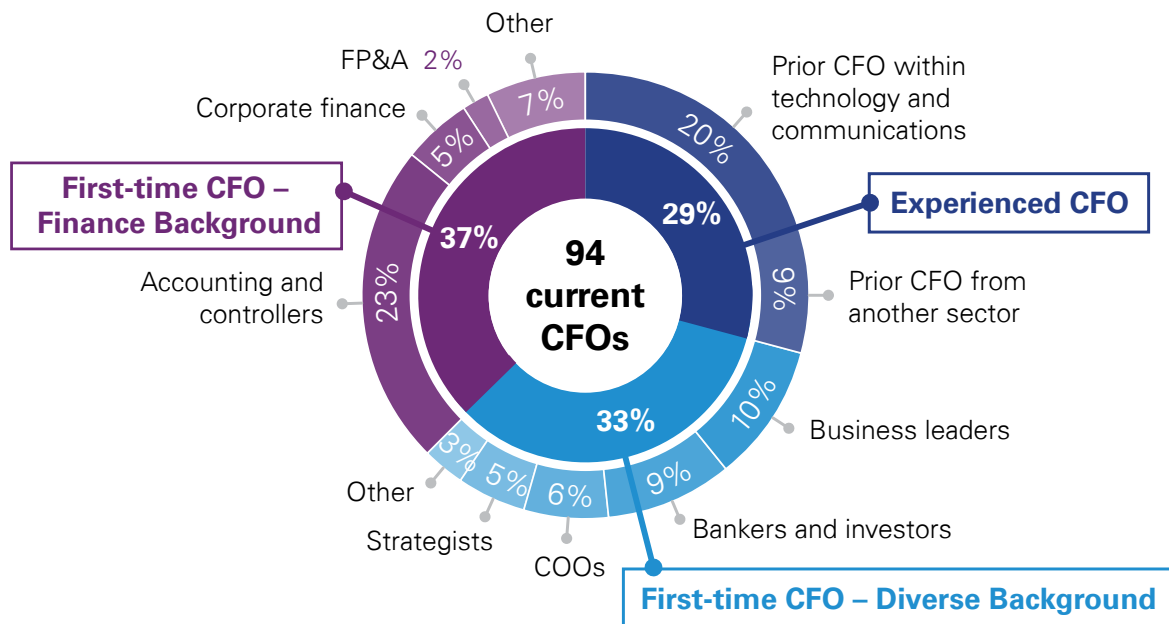 Other
FP&A 2%
Corporate finance
7%
5%
20%
Prior CFO within
technology and
communications
First-time CFO –
Finance Background
37%
29%
Experienced CFO
94
current
CFOs
Accounting and
controllers
23%
9%
Prior CFO from
another sector
33%
10%
Business leaders
3%
5%
6%
9%
Other
Strategists
COOs
Bankers and investors
First-time CFO – Diverse Background